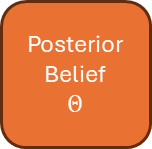 Posterior
Belief
Θ